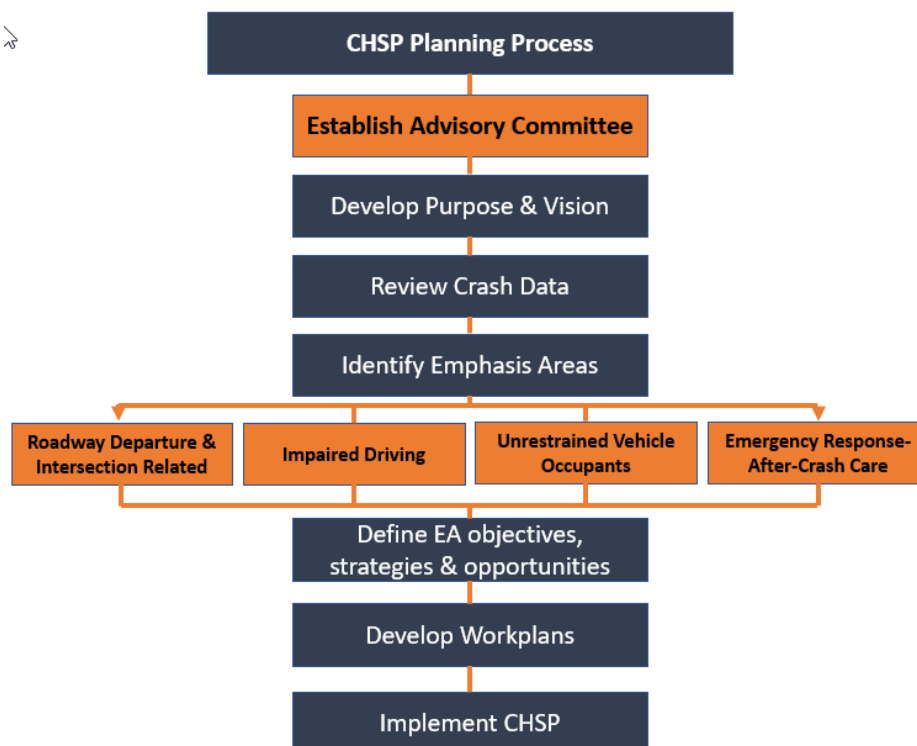 CHSP Planning Process
Establish Advisory Committee
Develop Purpose & Vision
Review Crash Data
Identify Emphasis Areas
Roadway Departure &
Intersection Related
Impaired Driving
Unrestrained Vehicle
Occupants
Emergency Response-
After-Crash Care
Define EA objectives,
strategies & opportunities
Develop Workplans
Implement CHSP